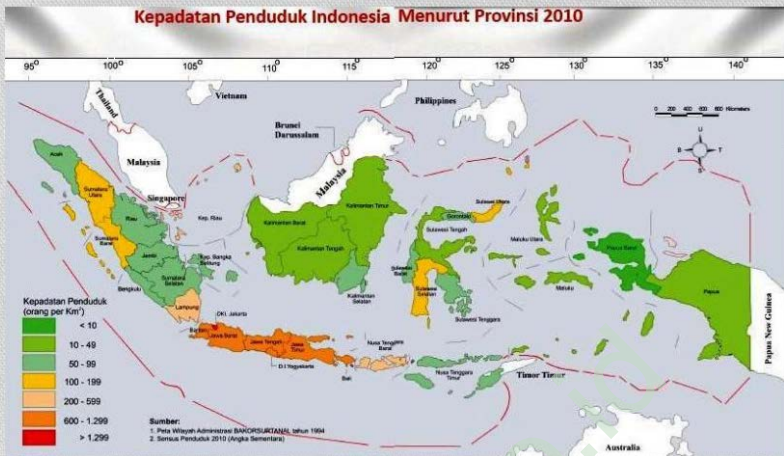 Kepadatan Penduduk Indonesia Menurut Provinsi 2010
95°
100°
105°
110°
115°
120°
125°
130°
135°
140°
Thailand
Vietnam
Philippines
Brunei
Darussalam
Malaysia
Malaysia
Singapore
0 200 400 600 800 Kilometers
U
B T
S
Aceh
Sumatera
Utara
Riau
Kep. Riau
Sumatera
Barat
Jambi
Kep. Bangka
Belitung
Sumatera
Selatan
Bengkulu
Lampung
DKI. Jakarta
Banten
Jawa Barat
Jawa Tengah
Jawa
Timur
D.I.Yogyakarta
Bali
Nusa Tenggara
Barat
Nusa Tenggara
Timur
Timor Timur
Kalimantan Barat
Kalimantan Tengah
Kalimantan Timur
Kalimantan
Selatan
Sulawesi Utara
Gorontalo
Sulawesi Tengah
Sulawesi
Barat
Sulawesi
Selatan
Sulawesi Tenggara
Maluku Utara
Maluku
Papua Barat
Papua
Papua New Guinea
Australia
Kepadatan Penduduk
(orang per Km²)
< 10
10 - 49
50 - 99
100 - 199
200 - 599
600 - 1.299
> 1.299
Sumber:
1. Peta Wilayah Administrasi BAKORSURTANAL tahun 1994
2. Sensus Penduduk 2010 (Angka Sementara)